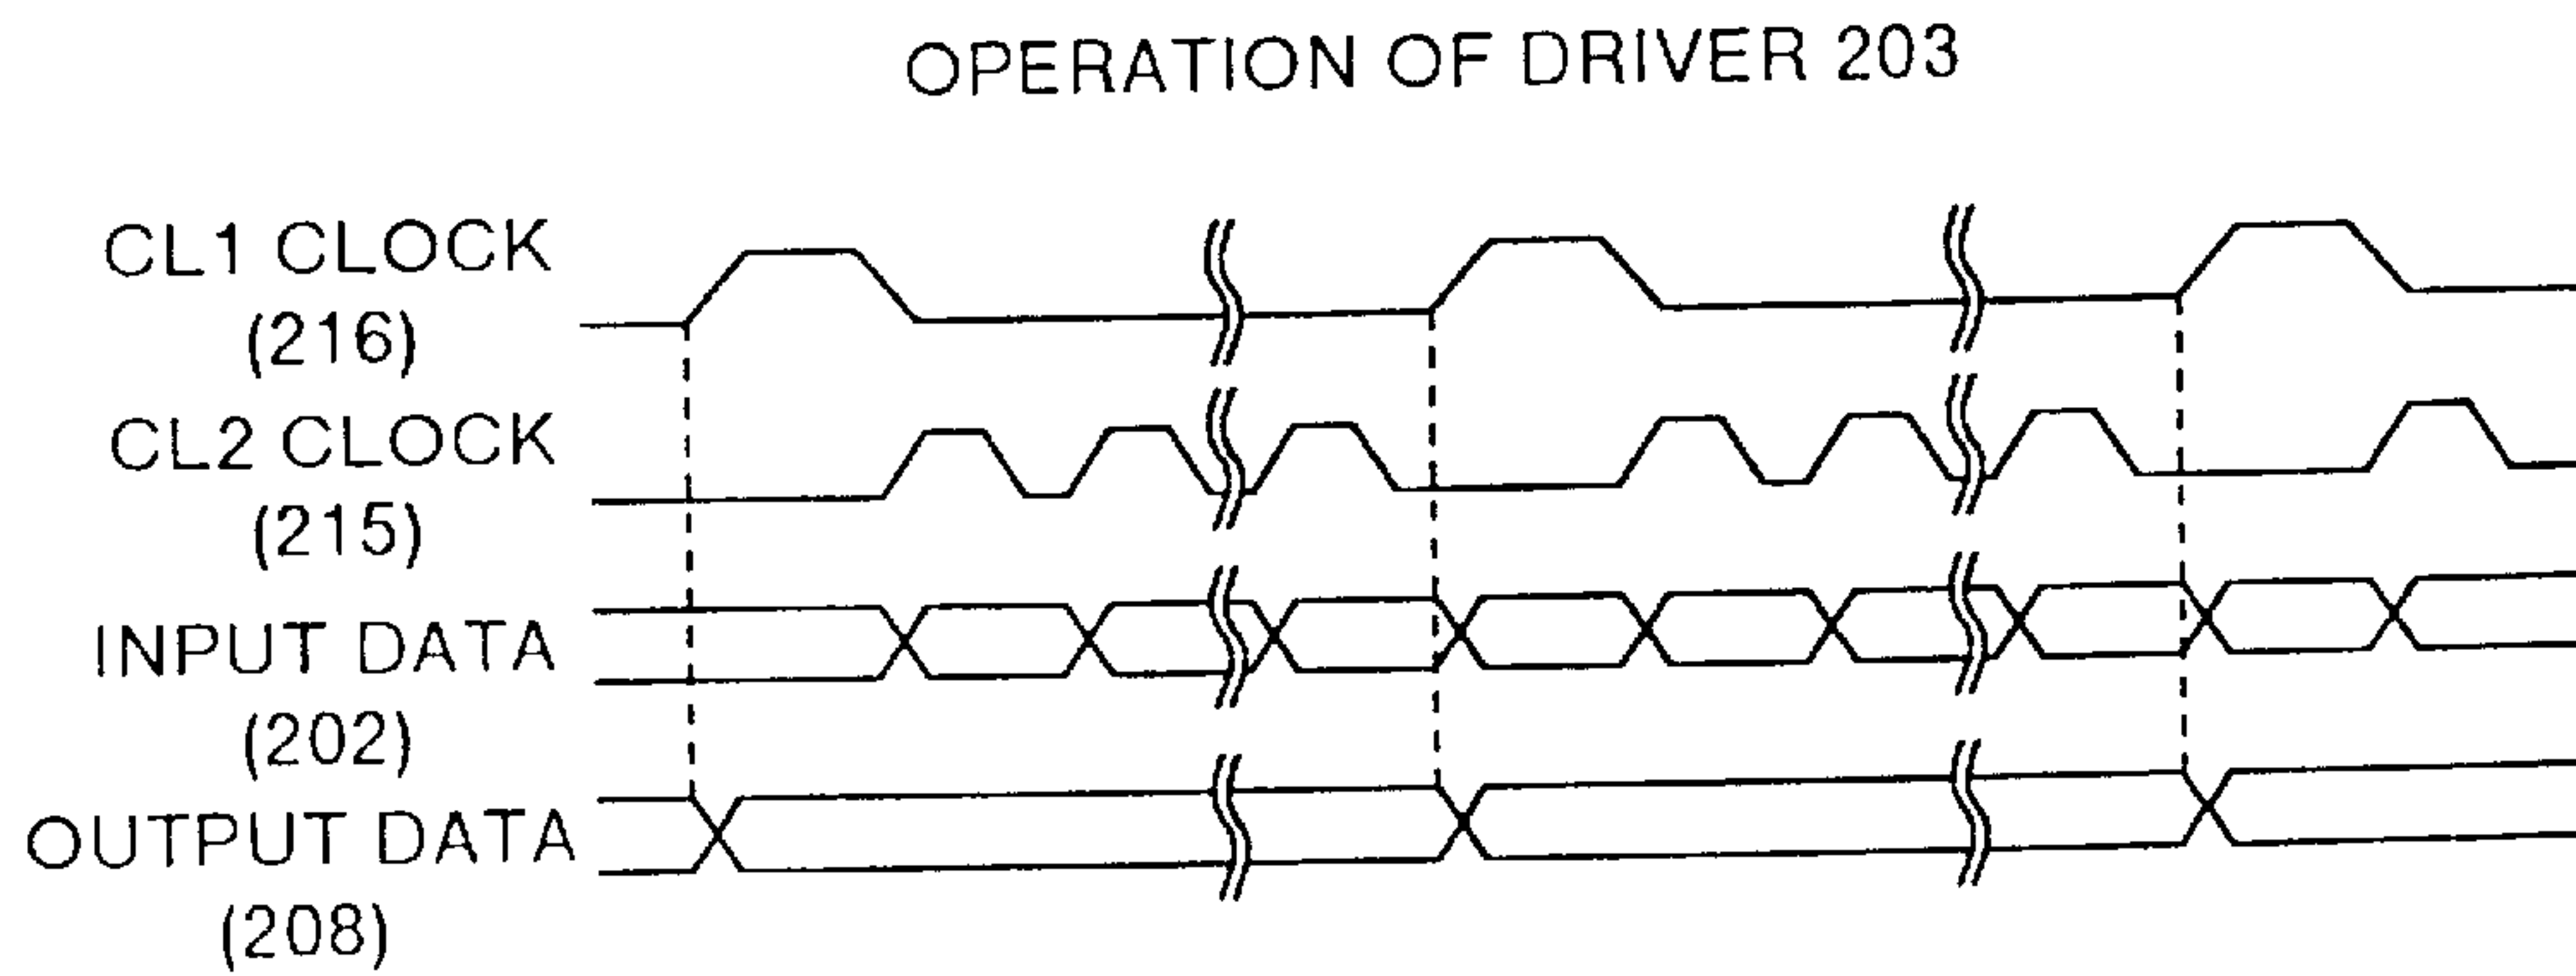 OPERATION OF DRIVER 203
CL1 CLOCK
(216)
CL2 CLOCK
(215)
INPUT DATA
(202)
OUTPUT DATA
(208)